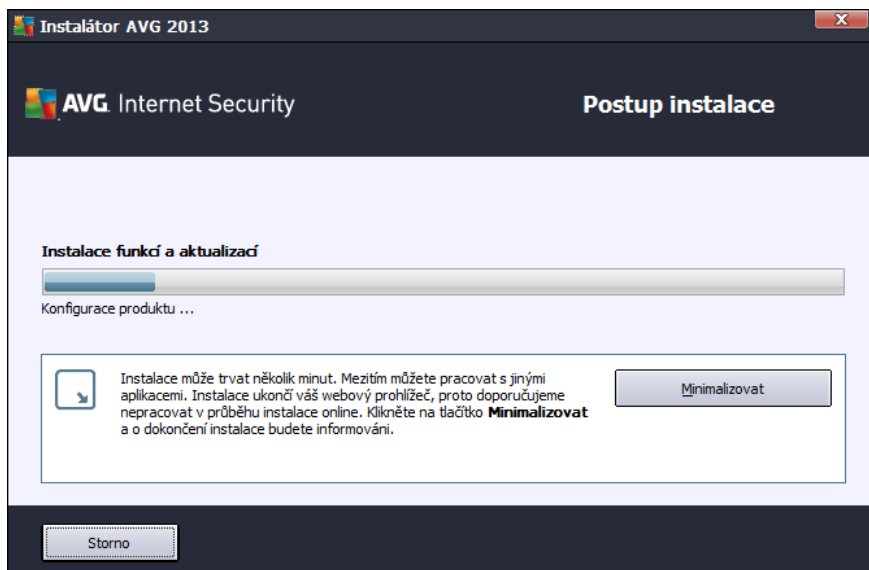 Instalátor AVG 2013
AVG. Internet Security
Postup instalace
Instalace funkcí a aktualizací
Konfigurace produktu ...
Instalace může trvat několik minut. Mezitím můžete pracovat s jinými
aplikacemi. Instalace ukončí váš webový prohlížeč, proto doporučujeme
nepracovat v průběhu instalace online. Klikněte na tlačítko Minimalizovat
a o dokončení instalace budete informováni.
Minimalizovat
Storno